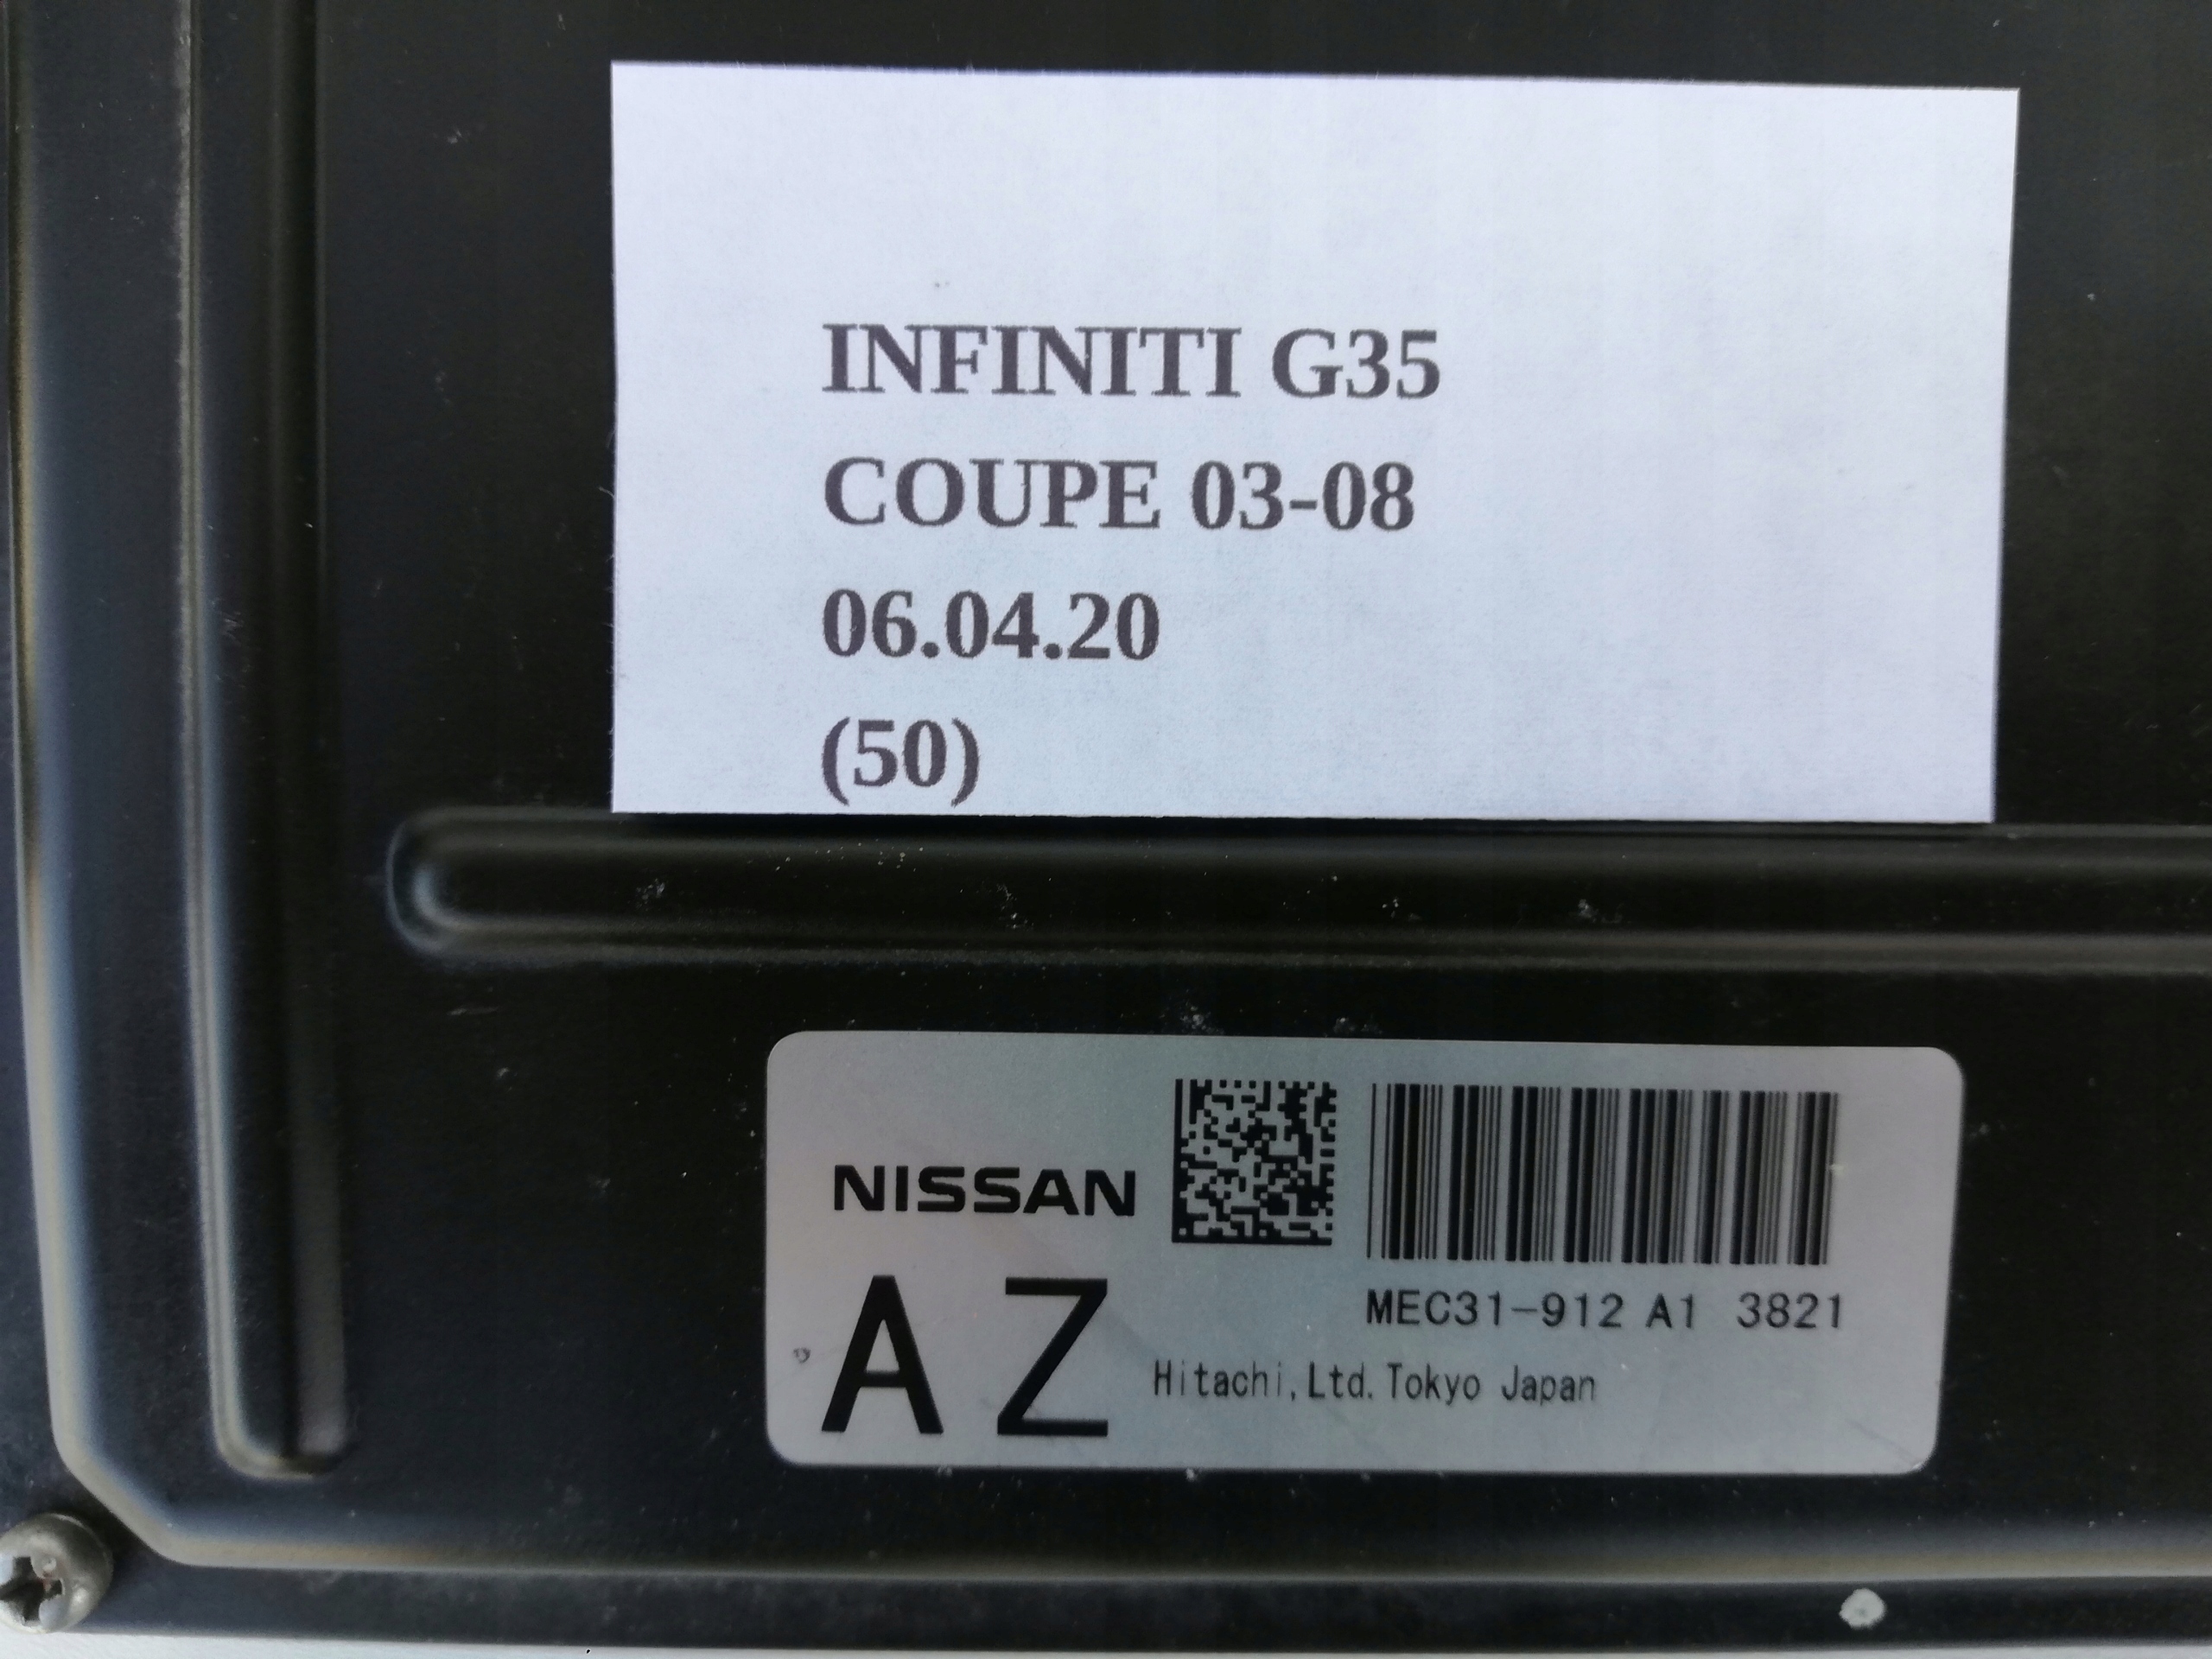 INFINITI G35
COUPE 03-08
06.04.20
(50)
NISSAN
MEC31-912 A1 3821
AZ
Hitachi, Ltd. Tokyo Japan